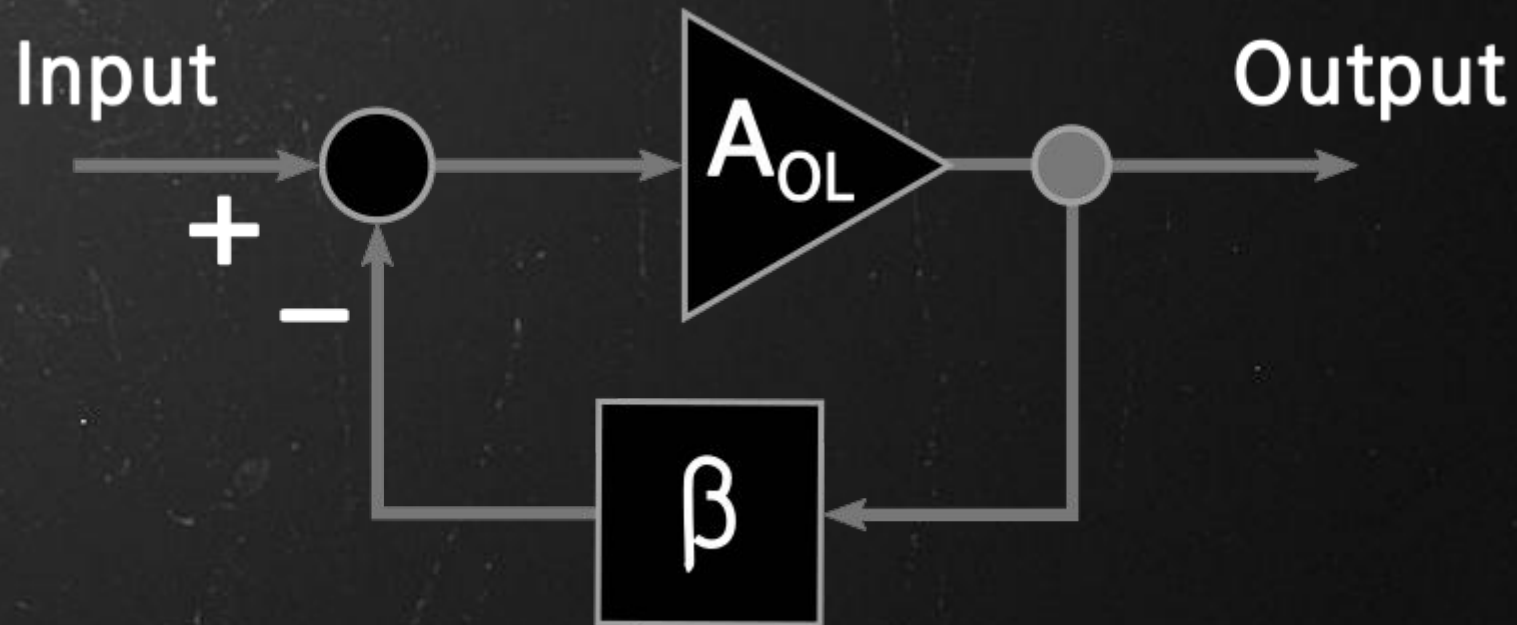 Input
Output
A_OL
+
−
β